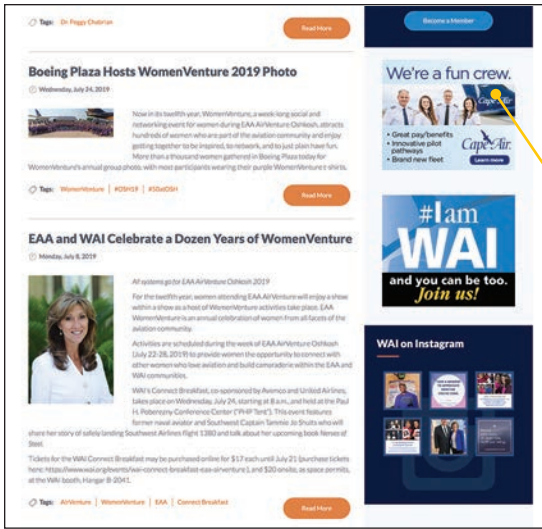 Tags: Dr. Peggy Chabrian
Read More
Boeing Plaza Hosts WomenVenture 2019 Photo
Wednesday, July 24, 2019
Now in its twelfth year, WomenVenture, a week-long social and
networking event for women during EAA AirVenture Oshkosh, attracts
hundreds of women who are part of the aviation community and enjoy
getting together to be inspired, to network, and to just plain have fun.
More than a thousand women gathered in Boeing Plaza today for
WomenVenture's annual group photo, with most participants wearing their purple WomenVenture t-shirts.
Tags: WomenVenture | #OSH19 |
Read More
EAA and WAI Celebrate a Dozen Years of WomenVenture
Monday, July 8, 2019
All systems go for EAA AirVenture Oshkosh 2019
For the twelfth year, women attending EAA AirVenture will enjoy a show
within a show as a host of WomenVenture activities take place. EAA
WomenVenture is an annual celebration of women from all facets of the
aviation community.
Activities are scheduled during the week of EAA AirVenture Oshkosh
(July 22-28, 2019) to provide women the opportunity to connect with
other women who love aviation and build camaraderie within the EAA and
WAI communities.
WAI's Connect Breakfast, co-sponsored by Avemco and United Airlines,
takes place on Wednesday, July 24, starting at 8 a.m., and held at the Paul
H. Poberezny Conference Center ("PHP Tent"). This event features
former naval aviator and Southwest Captain Tammie Jo Shults who will
share her story of safely landing Southwest Airlines flight 1380 and talk about her upcoming book Nerves of
Steel.
Tickets for the WAI Connect Breakfast may be purchased online for $17 each until July 21 (purchase tickets
here: https://www.wai.org/events/wai-connect-breakfast-eaa-airventure), and $20 onsite, as space permits,
at the WAI booth, Hangar B-2041.
Tags: AirVenture | WomenVenture | EAA | Connect Breakfast
Read More
Become a Member
We're a fun crew.
Cape Air
• Great pay/benefits
• Innovative pilot
pathways
• Brand new fleet
Cape Air.
Learn more
#I am
WAI
and you can be too.
Join us!
WAI on Instagram